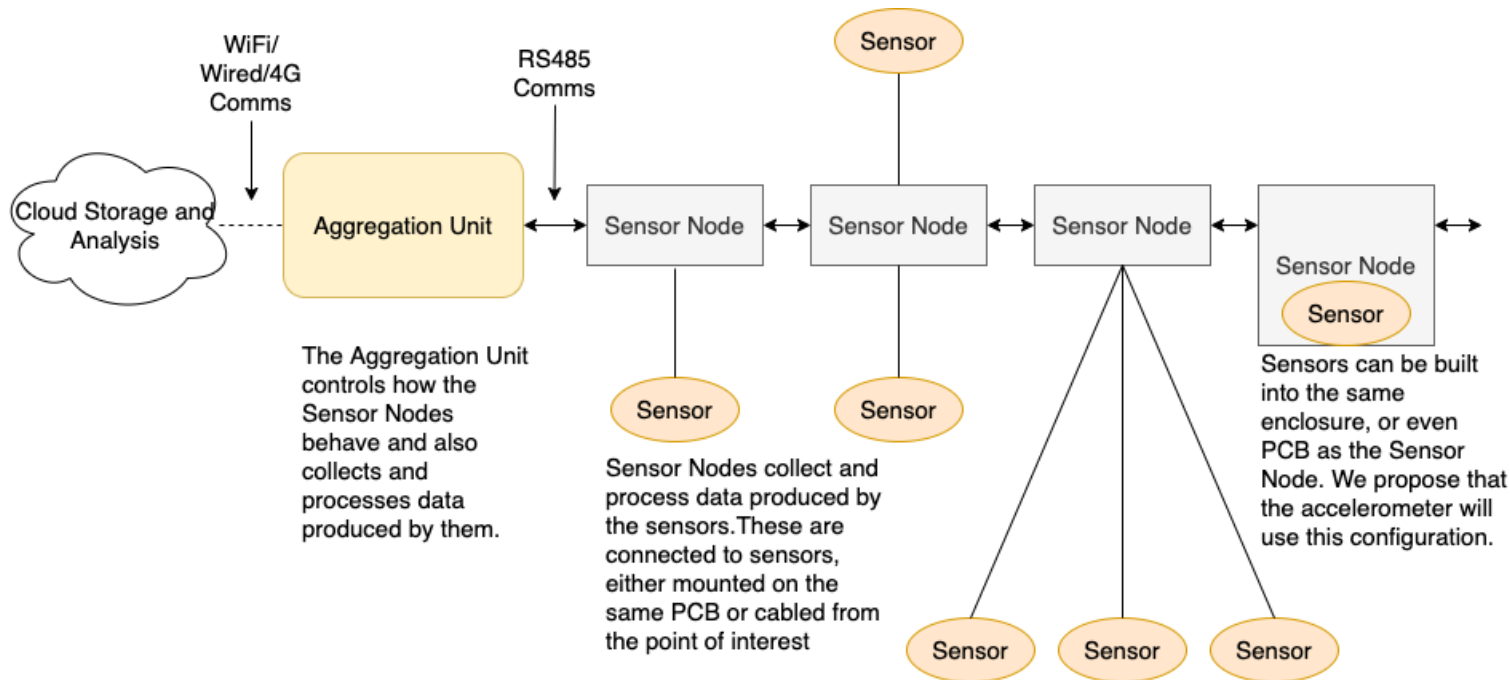 WiFi/
Wired/4G
Comms
RS485
Comms
Sensor
Cloud Storage and
Analysis
Aggregation Unit
Sensor Node
Sensor Node
Sensor Node
Sensor Node
Sensor
Sensor
Sensor
The Aggregation Unit
controls how the
Sensor Nodes
behave and also
collects and
processes data
produced by them.
Sensor Nodes collect and
process data produced by
the sensors.These are
connected to sensors,
either mounted on the
same PCB or cabled from
the point of interest
Sensors can be built
into the same
enclosure, or even
PCB as the Sensor
Node. We propose that
the accelerometer will
use this configuration.
Sensor
Sensor
Sensor